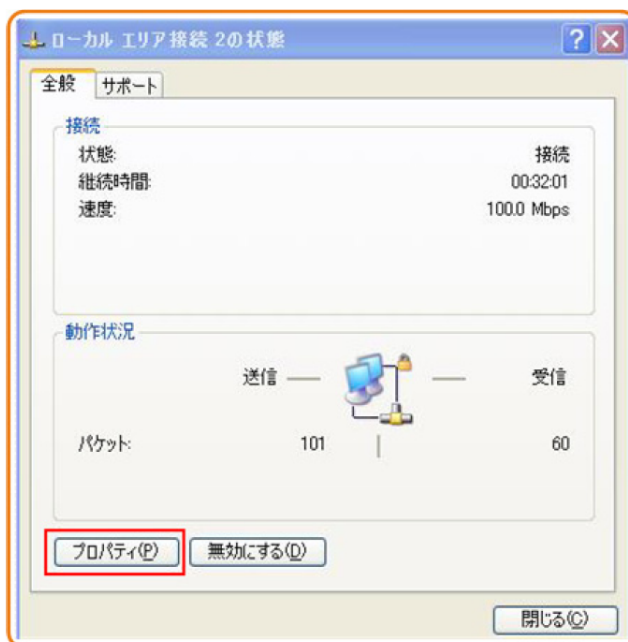 ローカル エリア接続 2の状態
全般 サポート
接続
状態: 接続
継続時間: 00:32:01
速度: 100.0 Mbps
動作状況
送信 受信
パケット: 101 60
プロパティ(P) 無効にする(D)
閉じる(C)